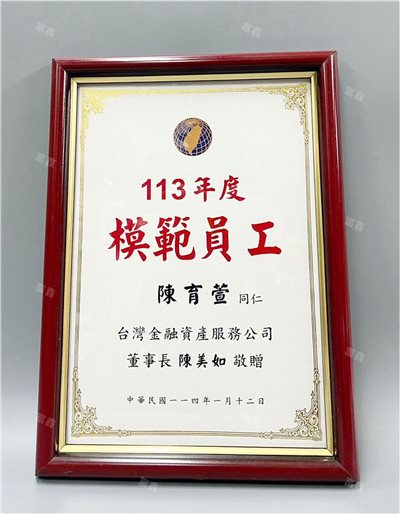 113年度
模範員工
陳育萱 同仁
台灣金融資產服務公司
董事長 陳美如 敬贈
中華民國一一四年一月十二日